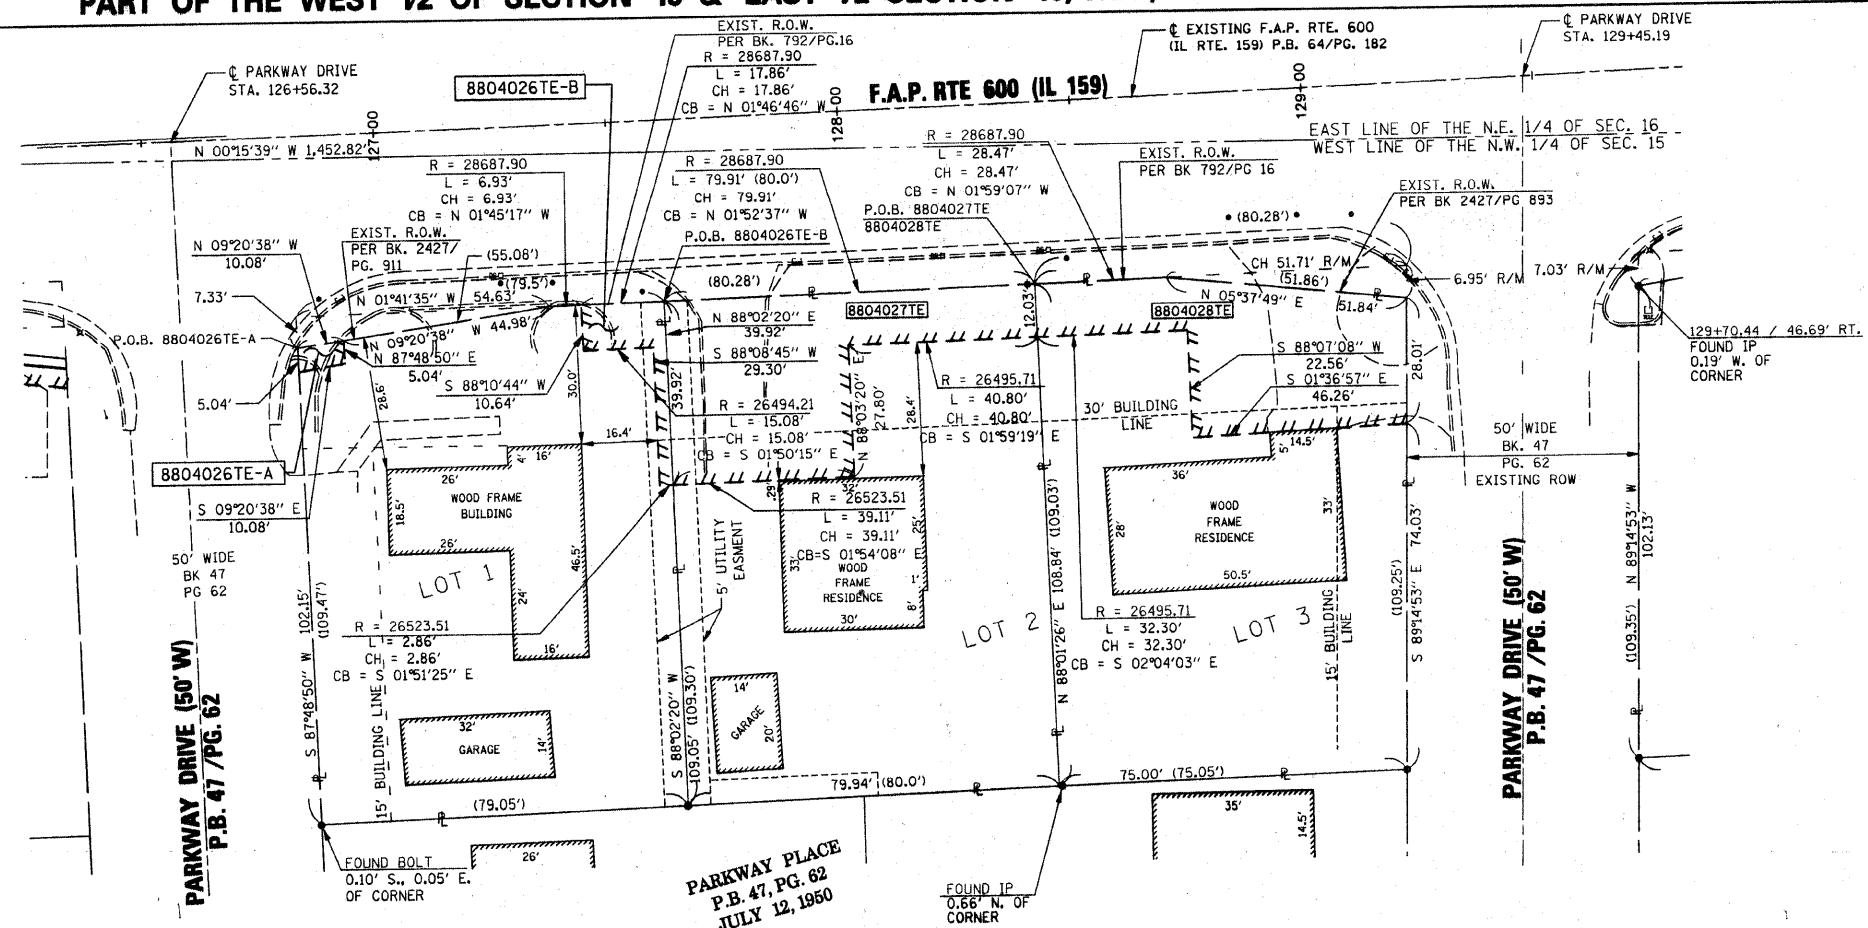 PART OF THE WEST 1/2 OF SECTION 15 & EAST 1/2 SECTION
℄ PARKWAY DRIVE
STA. 126+56.32
8804026TE-B
EXIST. R.O.W.
PER BK. 792/PG.16
R = 28687.90
L = 17.86'
CH = 17.86'
CB = N 01°46'46" W
℄ EXISTING F.A.P. RTE. 600
(IL RTE. 159) P.B. 64/PG. 182
℄ PARKWAY DRIVE
STA. 129+45.19
F.A.P. RTE 600 (IL 159)
127+00
128+00
129+00
N 00°15'39" W 1,452.82'
EAST LINE OF THE N.E. 1/4 OF SEC. 16
WEST LINE OF THE N.W. 1/4 OF SEC. 15
R = 28687.90
L = 6.93'
CH = 6.93'
CB = N 01°45'17" W
R = 28687.90
L = 79.91' (80.0')
CH = 79.91'
CB = N 01°52'37" W
P.O.B. 8804026TE-B
R = 28687.90
L = 28.47'
CH = 28.47'
CB = N 01°59'07" W
P.O.B. 8804027TE
8804028TE
EXIST. R.O.W.
PER BK 792/PG 16
EXIST. R.O.W.
PER BK 2427/PG 893
N 09°20'38" W
10.08'
EXIST. R.O.W.
PER BK. 2427/
PG. 911
(55.08')
(79.5')
(80.28')
(80.28')
CH 51.71' R/M
(51.86')
6.95' R/M
7.03' R/M
7.33'
N 01°41'35" W 54.63'
N 09°20'38" W 44.98'
P.O.B. 8804026TE-A
N 87°48'50" E
5.04'
5.04'
N 05°37'49" E
51.84'
8804027TE
8804028TE
12.03'
N 88°02'20" E
39.92'
S 88°08'45" W
29.30'
39.92'
S 88°10'44" W
10.64'
28.6'
30.0'
16.4'
R = 26494.21
L = 15.08'
CH = 15.08'
CB = S 01°50'15" E
N 88°03'20" E
27.80'
28.4'
R = 26495.71
L = 40.80'
CH = 40.80'
CB = S 01°59'19" E
30' BUILDING
LINE
S 88°07'08" W
22.56'
S 01°36'57" E
46.26'
28.01'
129+70.44 / 46.69' RT.
FOUND IP
0.19' W. OF
CORNER
50' WIDE
BK. 47
PG. 62
EXISTING ROW
8804026TE-A
S 09°20'38" E
10.08'
50' WIDE
BK 47
PG 62
4'
16'
26'
WOOD FRAME
BUILDING
18.5'
26'
46.5'
24'
16'
LOT 1
5' UTILITY
EASMENT
.29'
32'
R = 26523.51
L = 39.11'
CH = 39.11'
CB=S 01°54'08" E
WOOD
FRAME
RESIDENCE
33'
25'
1'
8'
30'
LOT 2
N 88°01'26" E 108.84' (109.03')
5'
14.5'
36'
WOOD
FRAME
RESIDENCE
28'
33'
50.5'
LOT 3
15' BUILDING
LINE
(109.25')
S 89°14'53" E 74.03'
(109.35') N 89°14'53" W
102.13'
R = 26523.51
L = 2.86'
CH = 2.86'
CB = S 01°51'25" E
R = 26495.71
L = 32.30'
CH = 32.30'
CB = S 02°04'03" E
S 87°48'50" W 102.15'
(109.47')
15' BUILDING LINE
32'
GARAGE
14'
S 88°02'20" W
109.05' (109.30')
14'
GARAGE
20'
PARKWAY DRIVE (50' W)
P.B. 47 /PG. 62
PARKWAY DRIVE (50' W)
P.B. 47 /PG. 62
(79.05')
79.94' (80.0')
75.00' (75.05')
FOUND BOLT
0.10' S., 0.05' E.
OF CORNER
26'
PARKWAY PLACE
P.B. 47, PG. 62
JULY 12, 1950
FOUND IP
0.66' N. OF
CORNER
35'
14.5'